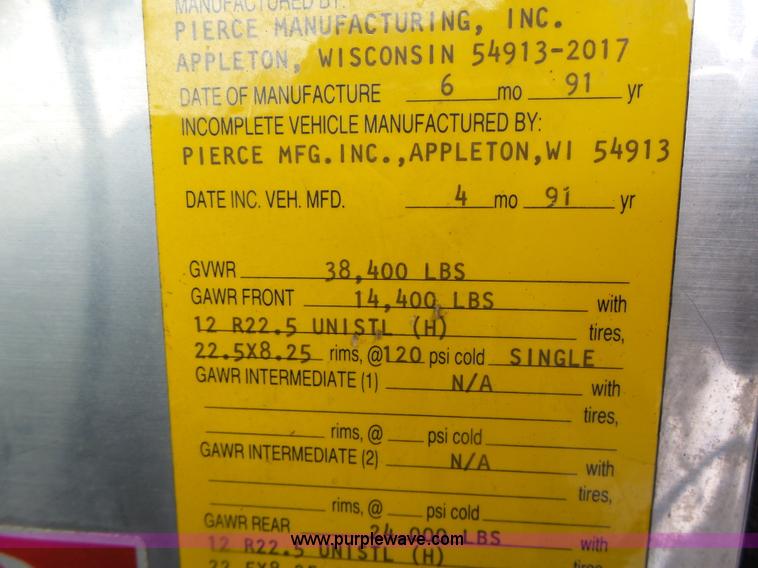 MANUFACTURED BY:
PIERCE MANUFACTURING, INC.
APPLETON, WISCONSIN 54913-2017
DATE OF MANUFACTURE 6 mo 91 yr
INCOMPLETE VEHICLE MANUFACTURED BY:
PIERCE MFG.INC.,APPLETON,WI 54913
DATE INC. VEH. MFD. 4 mo 91 yr
GVWR 38,400 LBS
GAWR FRONT 14,400 LBS with
12 R22.5 UNISTL (H) tires,
22.5X8.25 rims, @120 psi cold SINGLE
GAWR INTERMEDIATE (1) N/A with
tires,
rims, @ psi cold
GAWR INTERMEDIATE (2) N/A with
tires,
rims, @ psi cold
GAWR REAR 24,000 LBS with
www.purplewave.com
12 R22.5 UNISTL (H) tires